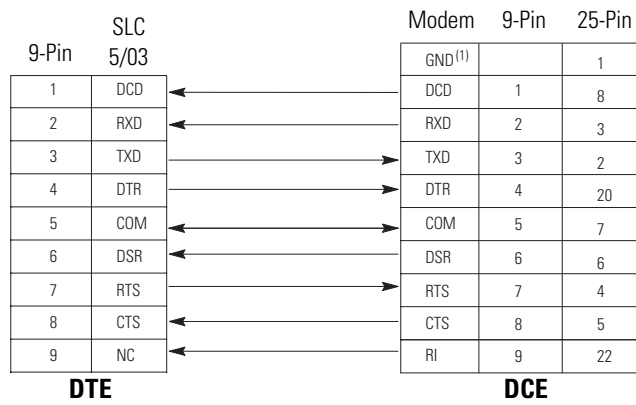 SLC
9-Pin 5/03
1 DCD
2 RXD
3 TXD
4 DTR
5 COM
6 DSR
7 RTS
8 CTS
9 NC
DTE
Modem 9-Pin 25-Pin
GND(1) 1
DCD 1 8
RXD 2 3
TXD 3 2
DTR 4 20
COM 5 7
DSR 6 6
RTS 7 4
CTS 8 5
RI 9 22
DCE